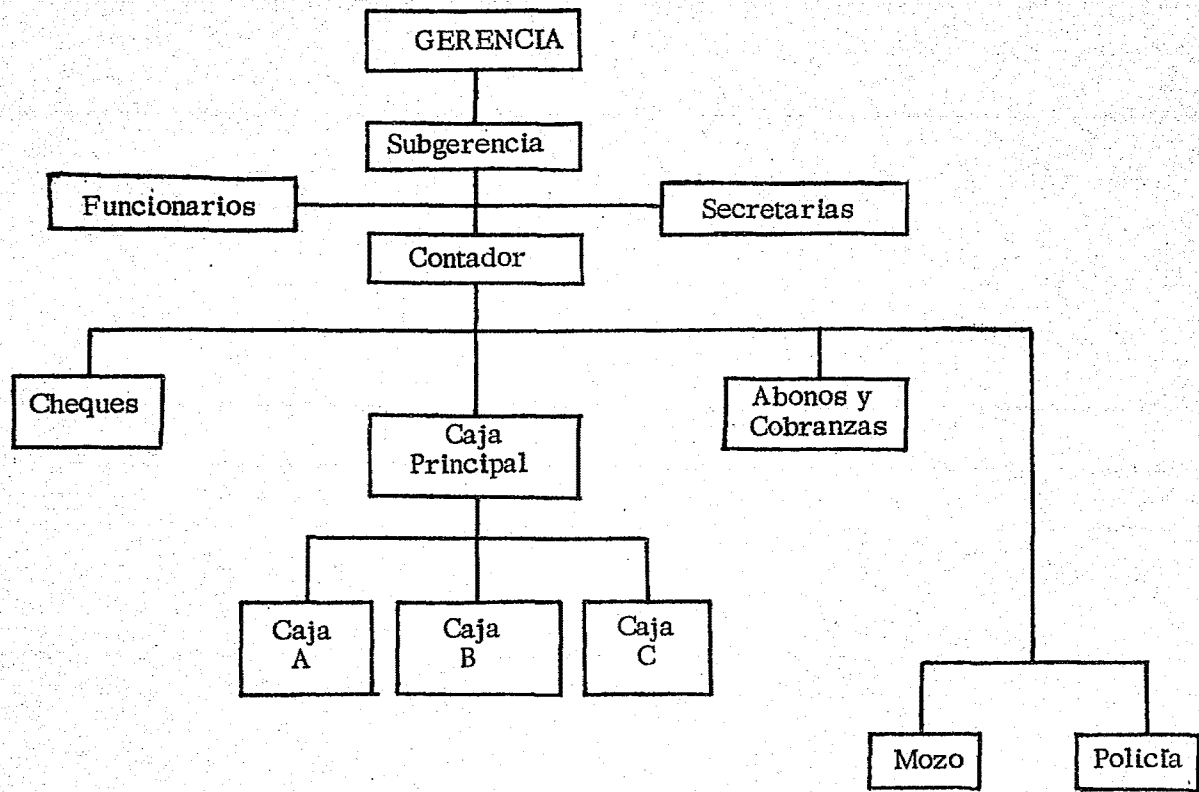 GERENCIA
Subgerencia
Funcionarios
Secretarias
Contador
Cheques
Caja
Principal
Abonos y
Cobranzas
Caja
A
Caja
B
Caja
C
Mozo
Policía